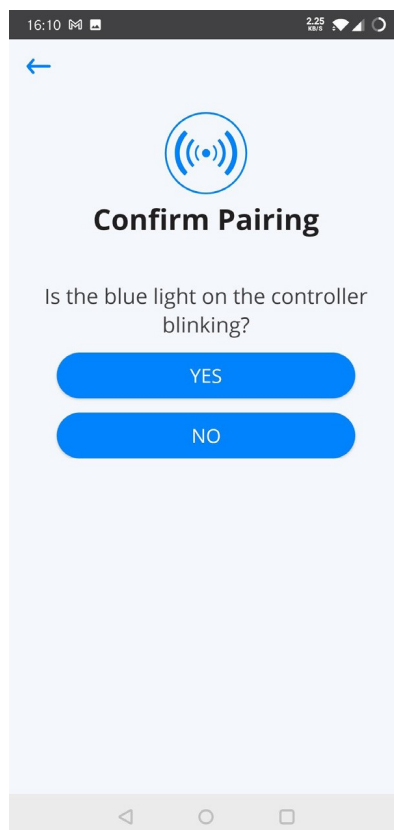 16:10
2.25
KB/S
Confirm Pairing
Is the blue light on the controller
blinking?
YES
NO